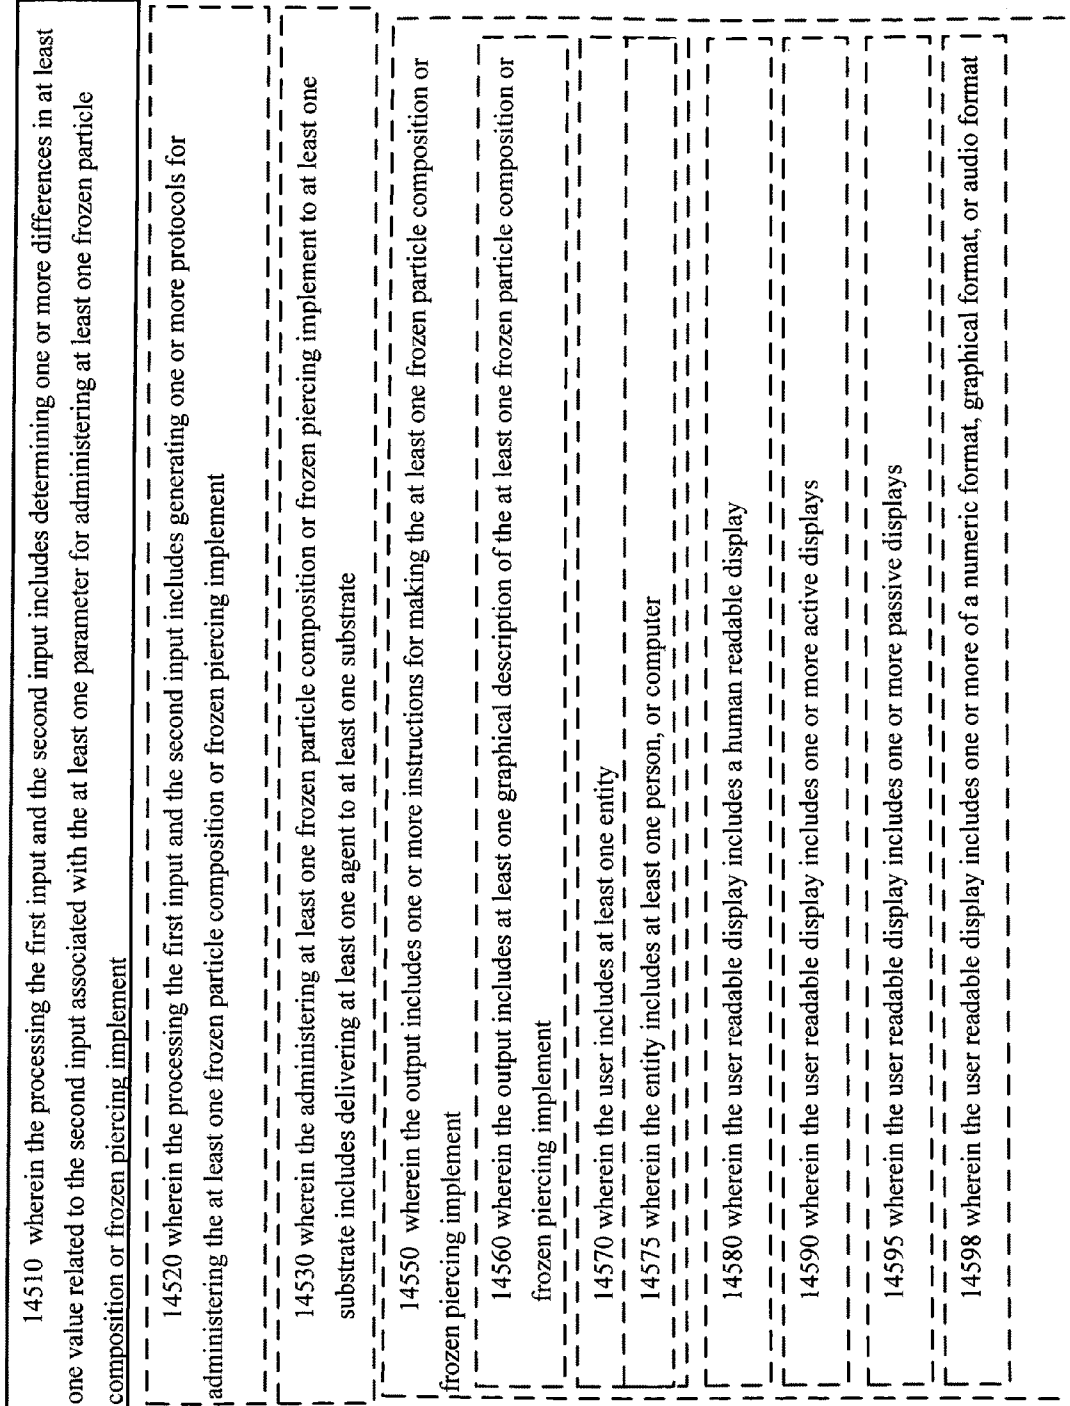 14510 wherein the processing the first input and the second input includes determining one or more differences in at least
one value related to the second input associated with the at least one parameter for administering at least one frozen particle
composition or frozen piercing implement
14520 wherein the processing the first input and the second input includes generating one or more protocols for
administering the at least one frozen particle composition or frozen piercing implement
14530 wherein the administering at least one frozen particle composition or frozen piercing implement to at least one
substrate includes delivering at least one agent to at least one substrate
14550 wherein the output includes one or more instructions for making the at least one frozen particle composition or
frozen piercing implement
14560 wherein the output includes at least one graphical description of the at least one frozen particle composition or
frozen piercing implement
14570 wherein the user includes at least one entity
14575 wherein the entity includes at least one person, or computer
14580 wherein the user readable display includes a human readable display
14590 wherein the user readable display includes one or more active displays
14595 wherein the user readable display includes one or more passive displays
14598 wherein the user readable display includes one or more of a numeric format, graphical format, or audio format